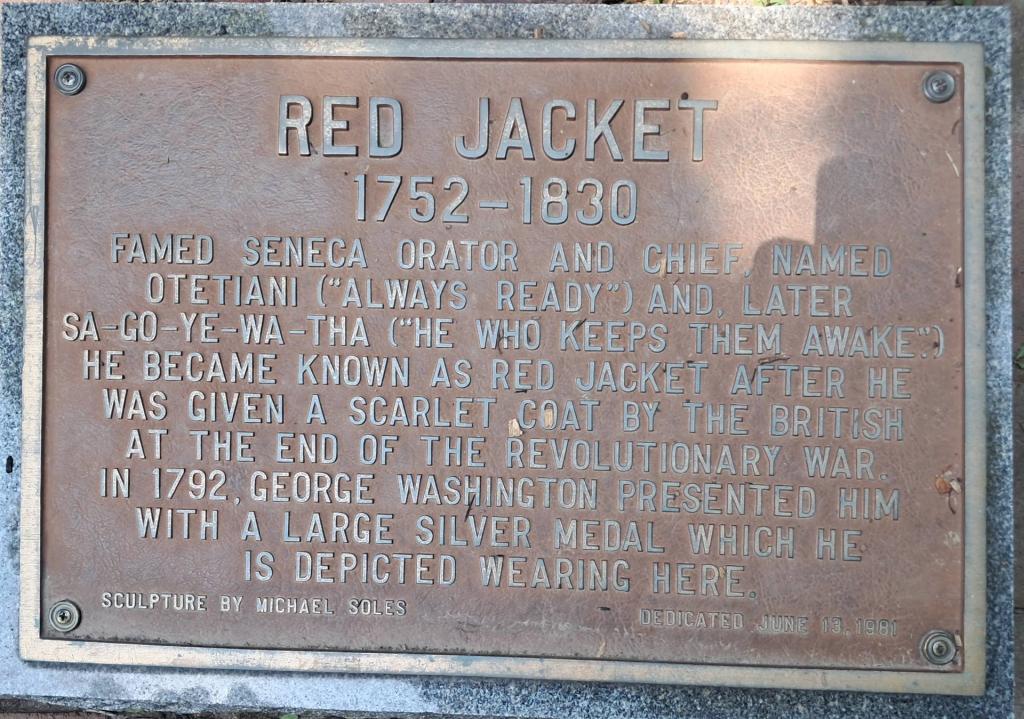 RED JACKET
1752-1830
FAMED SENECA ORATOR AND CHIEF, NAMED
OTETIANI ("ALWAYS READY") AND, LATER
SA-GO-YE-WA-THA ("HE WHO KEEPS THEM AWAKE".)
HE BECAME KNOWN AS RED JACKET AFTER HE
WAS GIVEN A SCARLET COAT BY THE BRITISH
AT THE END OF THE REVOLUTIONARY WAR.
IN 1792, GEORGE WASHINGTON PRESENTED HIM
WITH A LARGE SILVER MEDAL WHICH HE
IS DEPICTED WEARING HERE.
SCULPTURE BY MICHAEL SOLES
DEDICATED JUNE 13, 1981